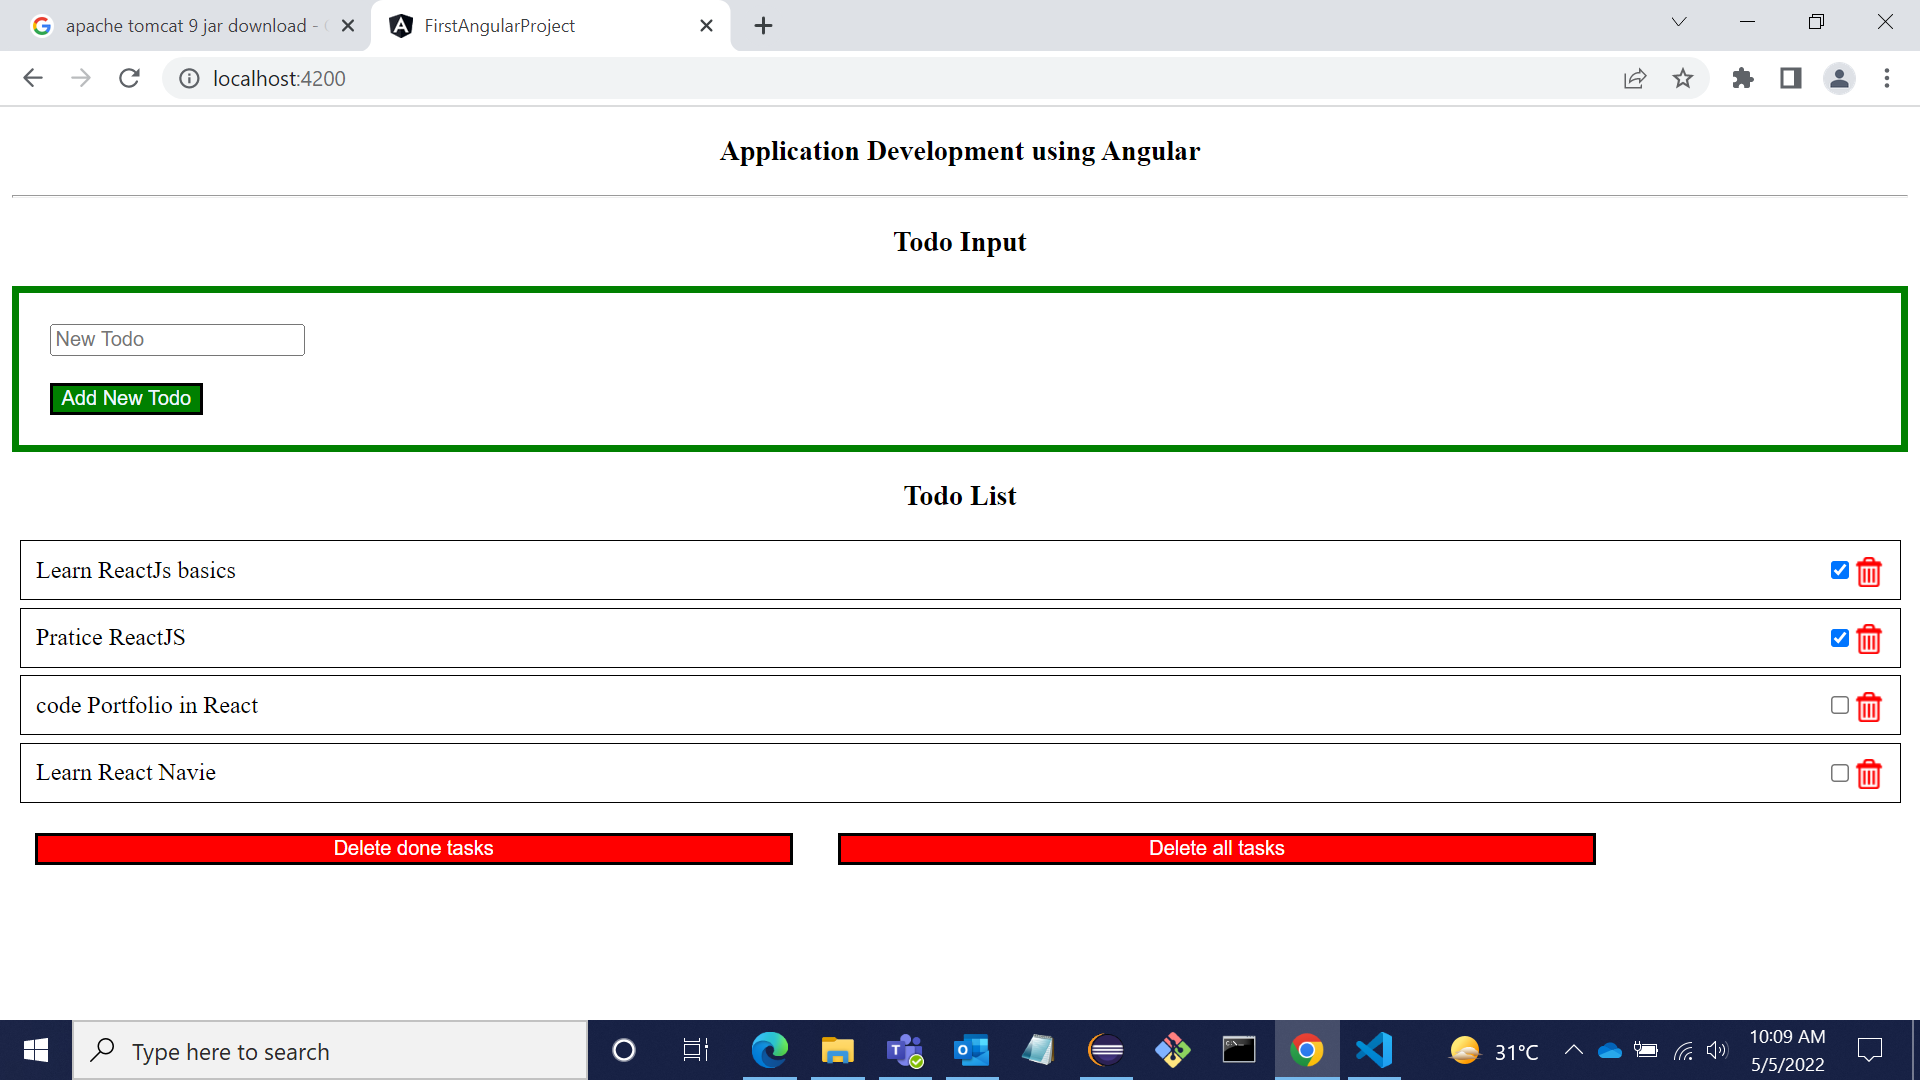 apache tomcat 9 jar download -
FirstAngularProject
localhost:4200
Application Development using Angular
Todo Input
New Todo
Add New Todo
Todo List
Learn ReactJs basics
Pratice ReactJS
code Portfolio in React
Learn React Navie
Delete done tasks
Delete all tasks
Type here to search
31°C
10:09 AM
5/5/2022